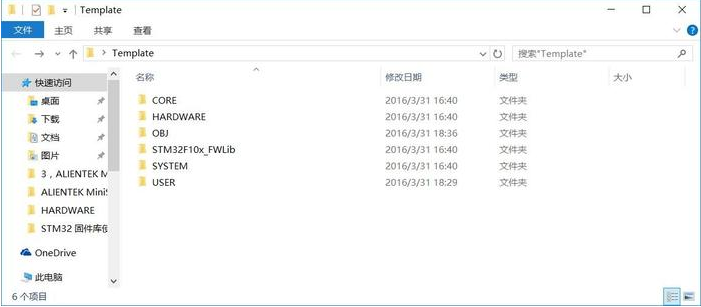 Template
文件 主页 共享 查看
Template 搜索"Template"
快速访问 名称 修改日期 类型 大小
桌面 CORE 2016/3/31 16:40 文件夹
下载 HARDWARE 2016/3/31 16:40 文件夹
文档 OBJ 2016/3/31 18:36 文件夹
图片 STM32F10x_FWLib 2016/3/31 16:40 文件夹
3，ALIENTEK M SYSTEM 2016/3/31 16:40 文件夹
ALIENTEK MiniS USER 2016/3/31 18:29 文件夹
HARDWARE
STM32 固件库使
OneDrive
此电脑
6 个项目